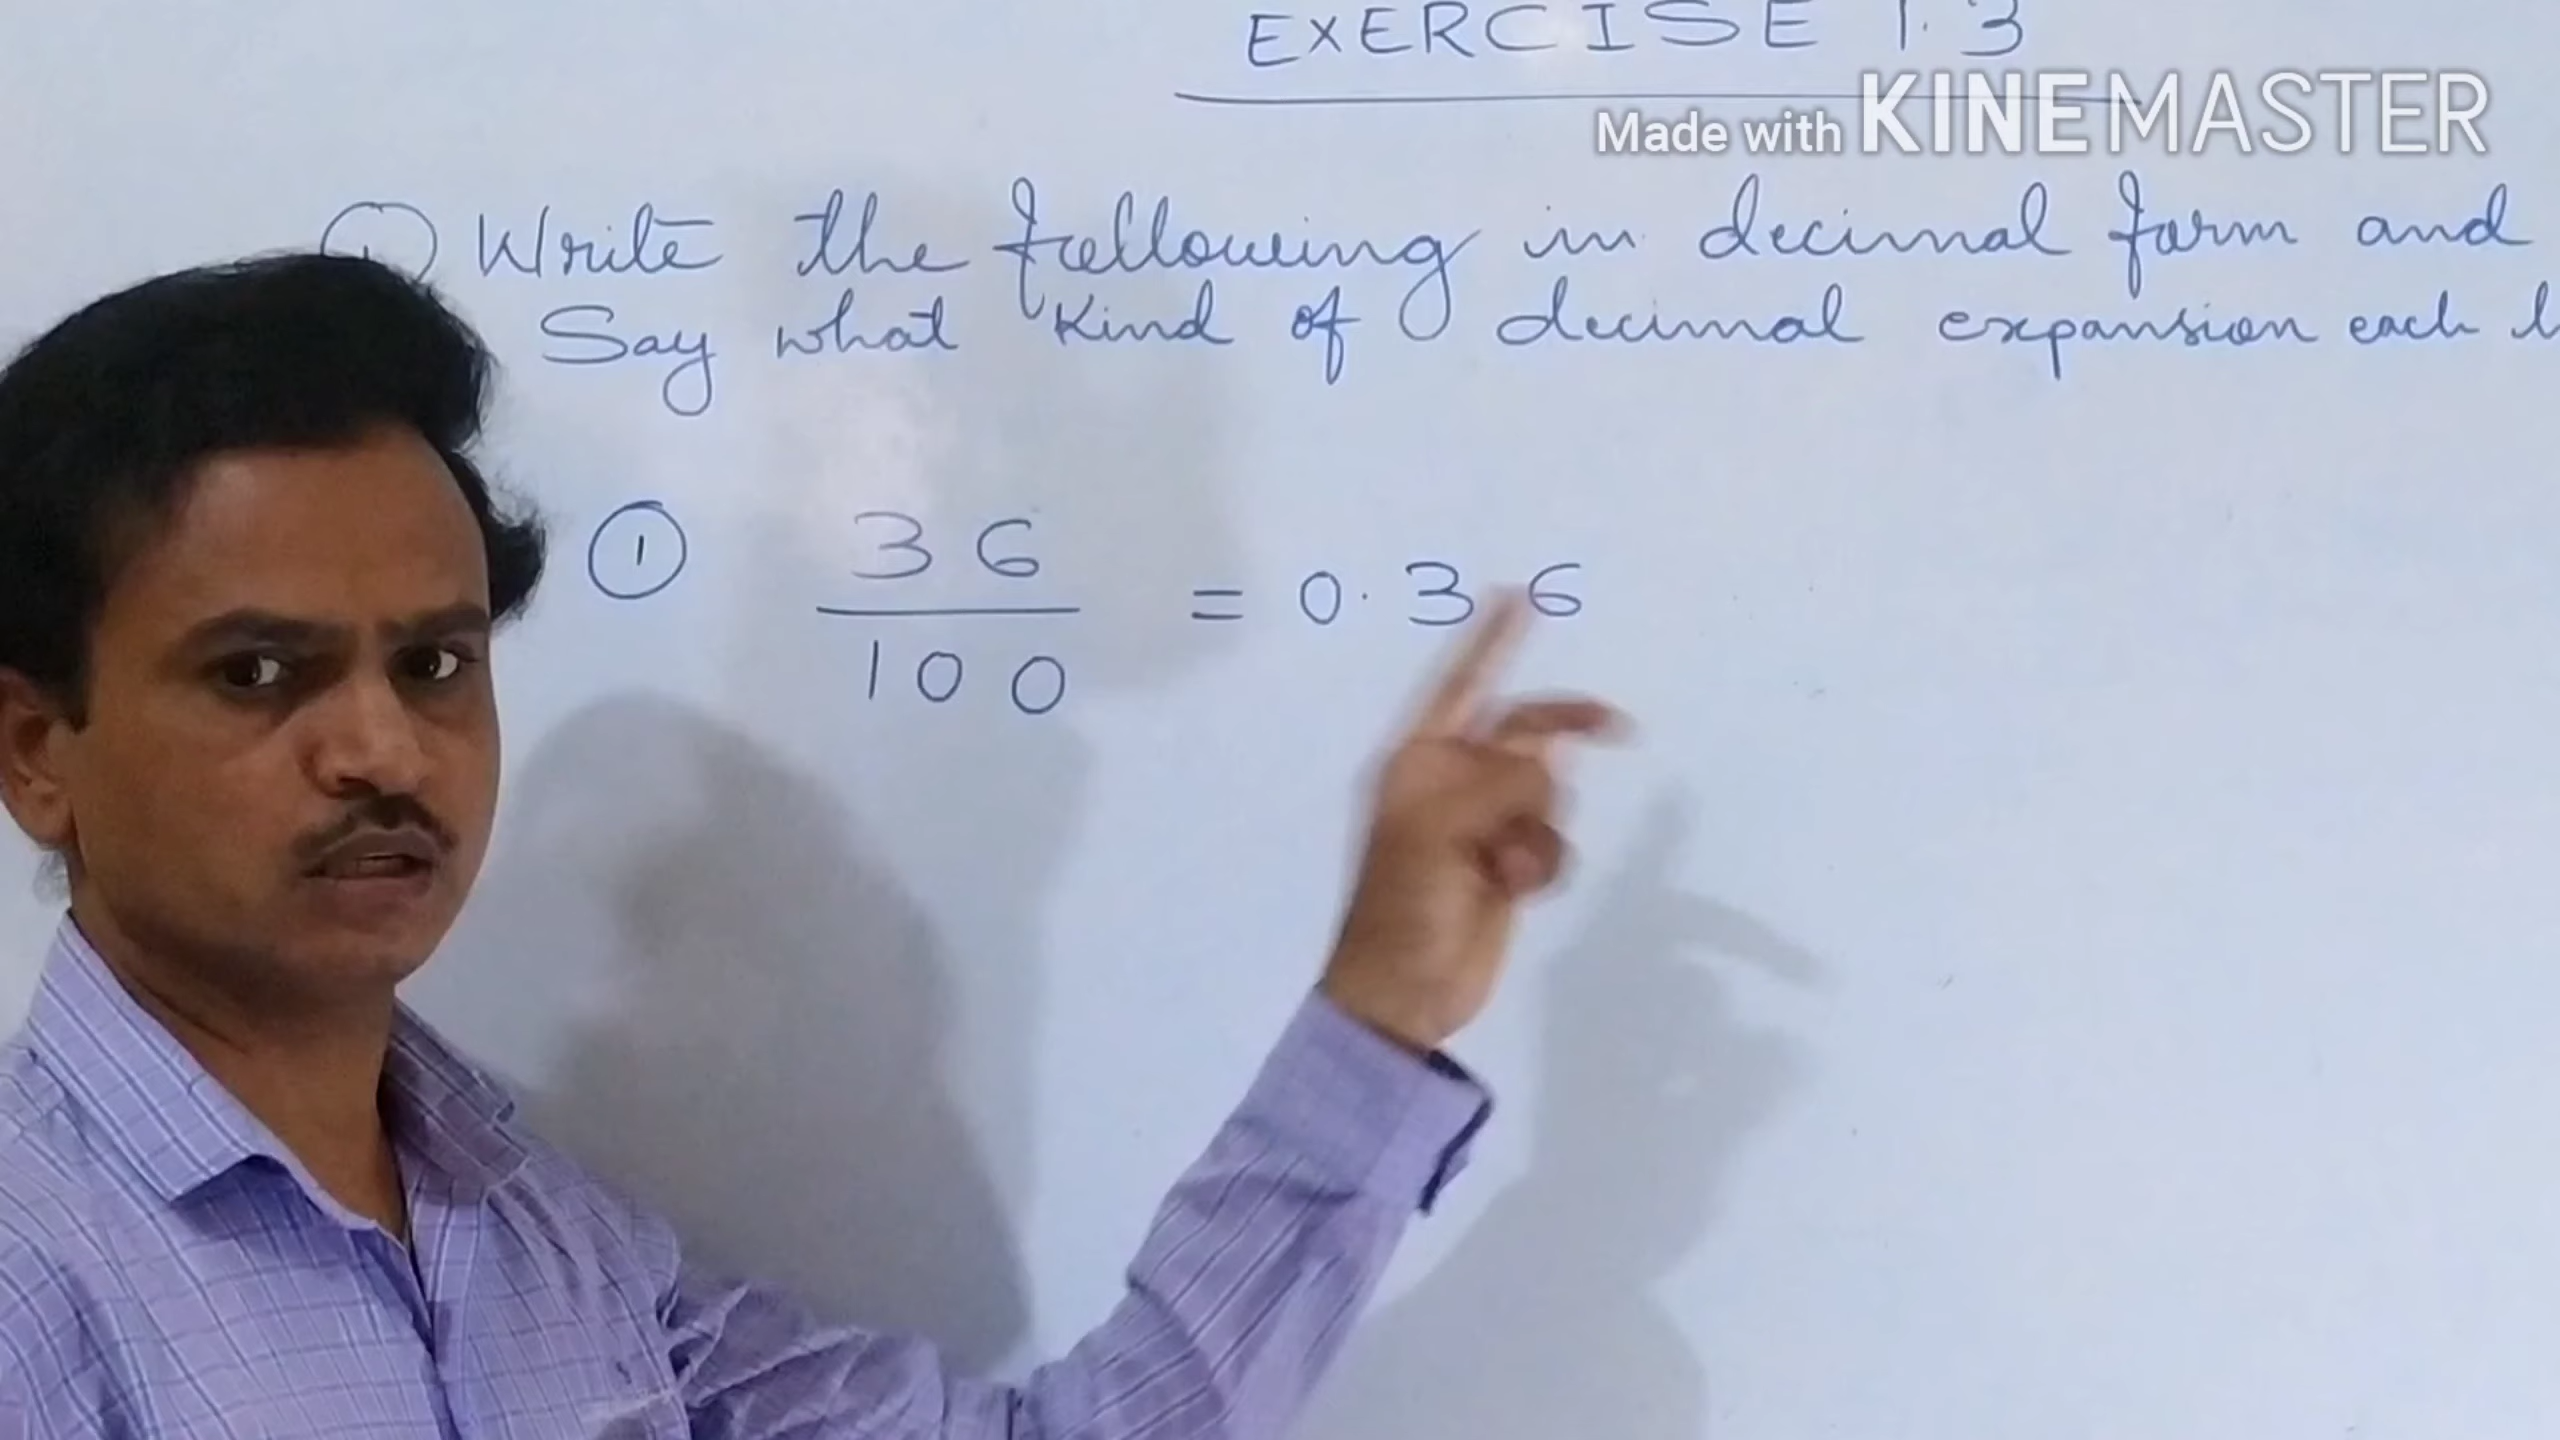 EXERCISE 1.3
Made with KINEMASTER
① Write the following in decimal form and
Say what kind of decimal expansion each
① 36/100 = 0.36